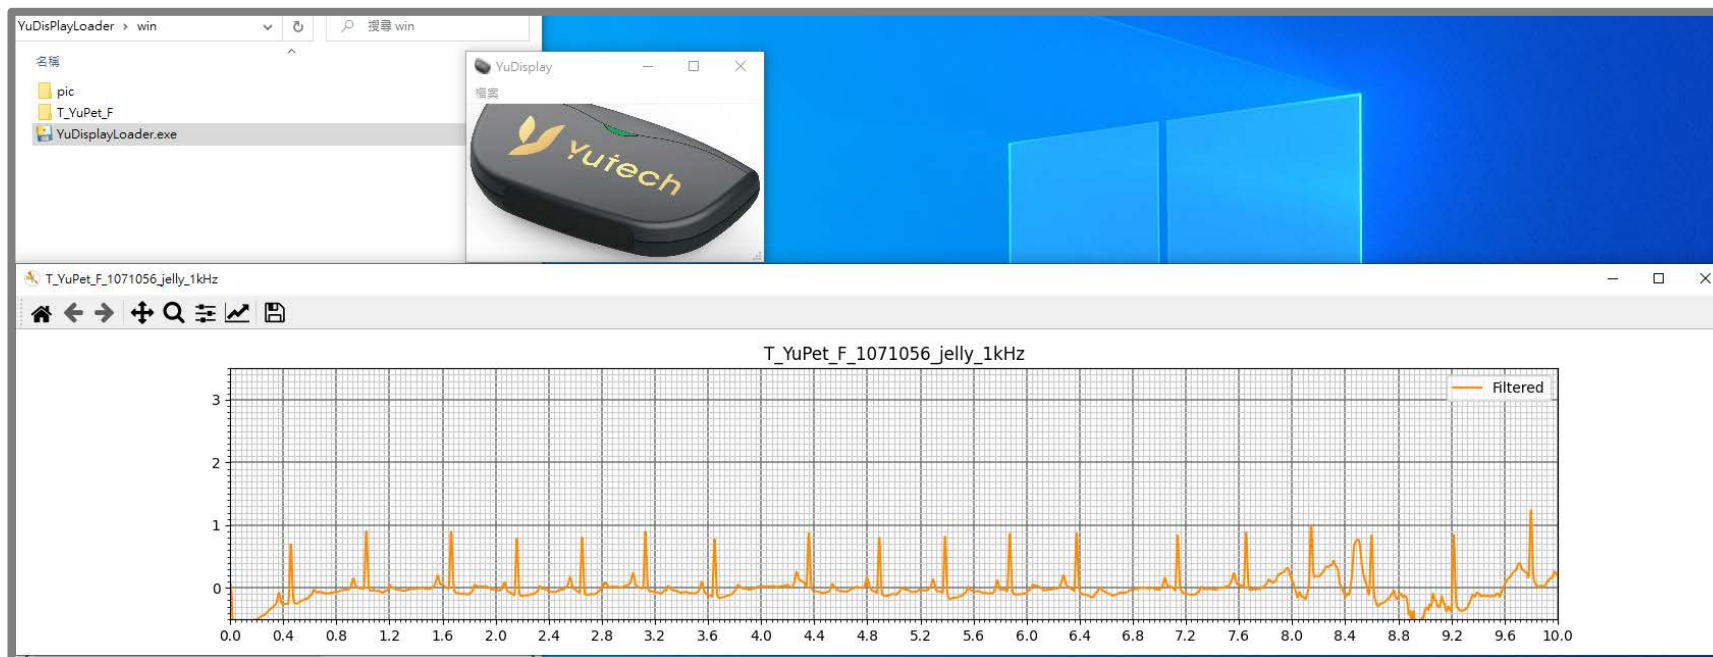 YuDisPlayLoader › win
搜尋 win
名稱
pic
T_YuPet_F
YuDisplayLoader.exe
YuDisplay
檔案
Yutech
T_YuPet_F_1071056_jelly_1kHz
T_YuPet_F_1071056_jelly_1kHz
Filtered
3
2
1
0
0.0 0.4 0.8 1.2 1.6 2.0 2.4 2.8 3.2 3.6 4.0 4.4 4.8 5.2 5.6 6.0 6.4 6.8 7.2 7.6 8.0 8.4 8.8 9.2 9.6 10.0